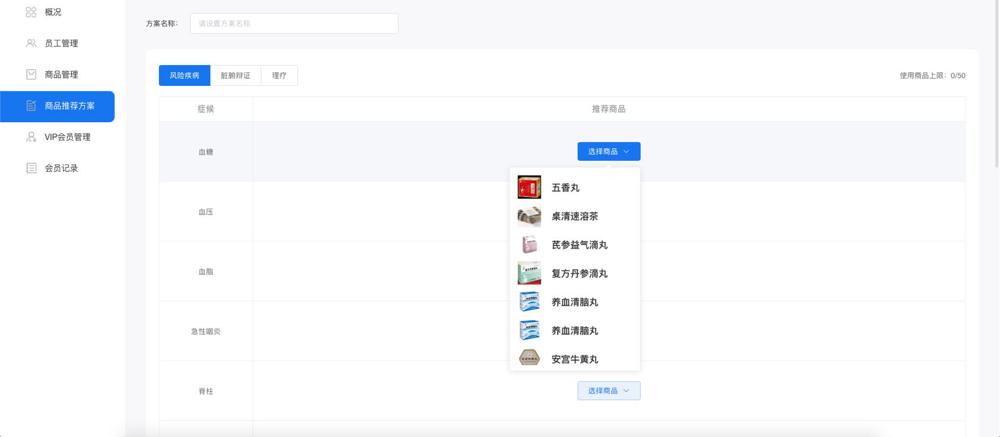 概况
员工管理
商品管理
商品推荐方案
VIP会员管理
会员记录
方案名称：
请设置方案名称
风险疾病
脏腑辩证
理疗
使用商品上限：0/50
症候
推荐商品
血糖
选择商品
五香丸
桌清速溶茶
芪参益气滴丸
复方丹参滴丸
养血清脑丸
养血清脑丸
安宫牛黄丸
血压
血脂
急性咽炎
脊柱
选择商品